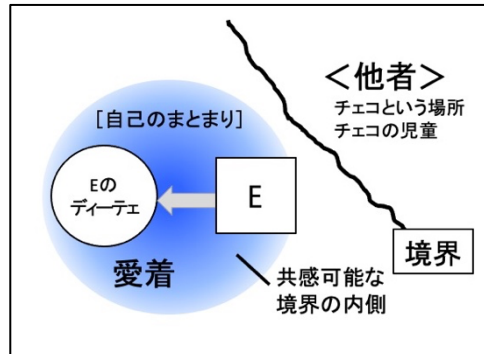 ＜他者＞
チェコという場所
チェコの児童
[自己のまとまり]
Eの
ディーテェ
E
愛着
境界
共感可能な
境界の内側